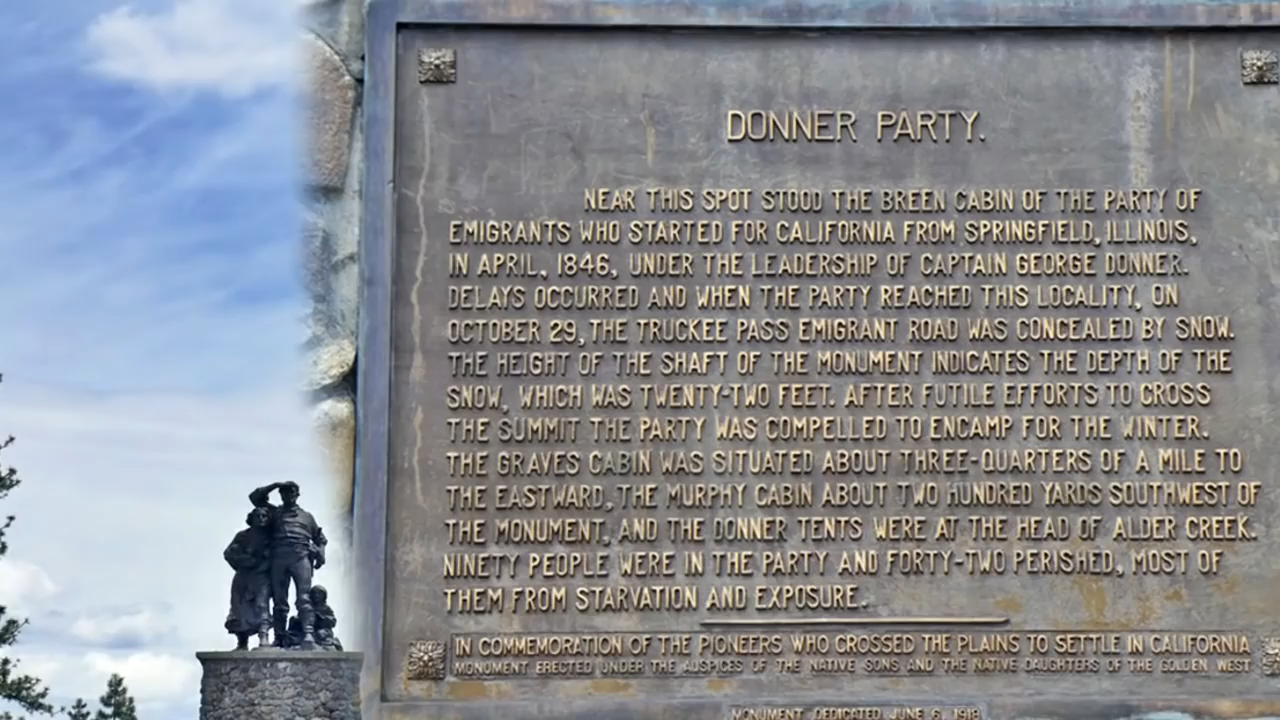 DONNER PARTY.
NEAR THIS SPOT STOOD THE BREEN CABIN OF THE PARTY OF
EMIGRANTS WHO STARTED FOR CALIFORNIA FROM SPRINGFIELD, ILLINOIS,
IN APRIL, 1846, UNDER THE LEADERSHIP OF CAPTAIN GEORGE DONNER.
DELAYS OCCURRED AND WHEN THE PARTY REACHED THIS LOCALITY, ON
OCTOBER 29, THE TRUCKEE PASS EMIGRANT ROAD WAS CONCEALED BY SNOW.
THE HEIGHT OF THE SHAFT OF THE MONUMENT INDICATES THE DEPTH OF THE
SNOW, WHICH WAS TWENTY-TWO FEET. AFTER FUTILE EFFORTS TO CROSS
THE SUMMIT THE PARTY WAS COMPELLED TO ENCAMP FOR THE WINTER.
THE GRAVES CABIN WAS SITUATED ABOUT THREE-QUARTERS OF A MILE TO
THE EASTWARD, THE MURPHY CABIN ABOUT TWO HUNDRED YARDS SOUTHWEST OF
THE MONUMENT, AND THE DONNER TENTS WERE AT THE HEAD OF ALDER CREEK.
NINETY PEOPLE WERE IN THE PARTY AND FORTY-TWO PERISHED, MOST OF
THEM FROM STARVATION AND EXPOSURE.
IN COMMEMORATION OF THE PIONEERS WHO CROSSED THE PLAINS TO SETTLE IN CALIFORNIA
MONUMENT ERECTED UNDER THE AUSPICES OF THE NATIVE SONS AND THE NATIVE DAUGHTERS OF THE GOLDEN WEST
MONUMENT DEDICATED JUNE 6, 1918